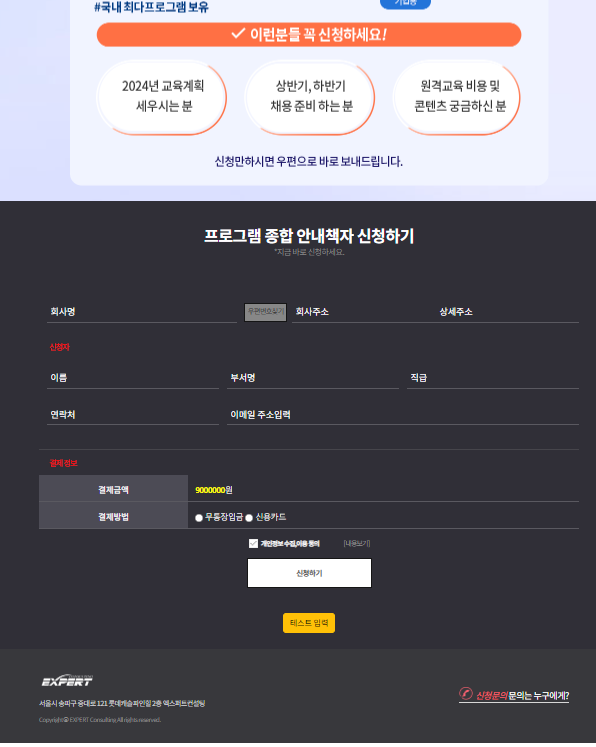 #국내 최다프로그램 보유
기업용
이런분들 꼭 신청하세요!
2024년 교육계획
세우시는 분
상반기, 하반기
채용 준비 하는 분
원격교육 비용 및
콘텐츠 궁금하신 분
신청만하시면 우편으로 바로 보내드립니다.
프로그램 종합 안내책자 신청하기
*지금 바로 신청하세요.
회사명
우편번호찾기
회사주소
상세주소
신청자
이름
부서명
직급
연락처
이메일 주소입력
결제정보
결제금액
9000000원
결제방법
무통장입금
신용카드
개인정보 수집,이용 동의
[내용보기]
신청하기
테스트 입력
EXPERT
서울시 송파구 중대로 121 롯데캐슬파인힐 2층 엑스퍼트컨설팅
Copyright ⓒ EXPERT Consulting All rights reserved.
신청문의 문의는 누구에게?